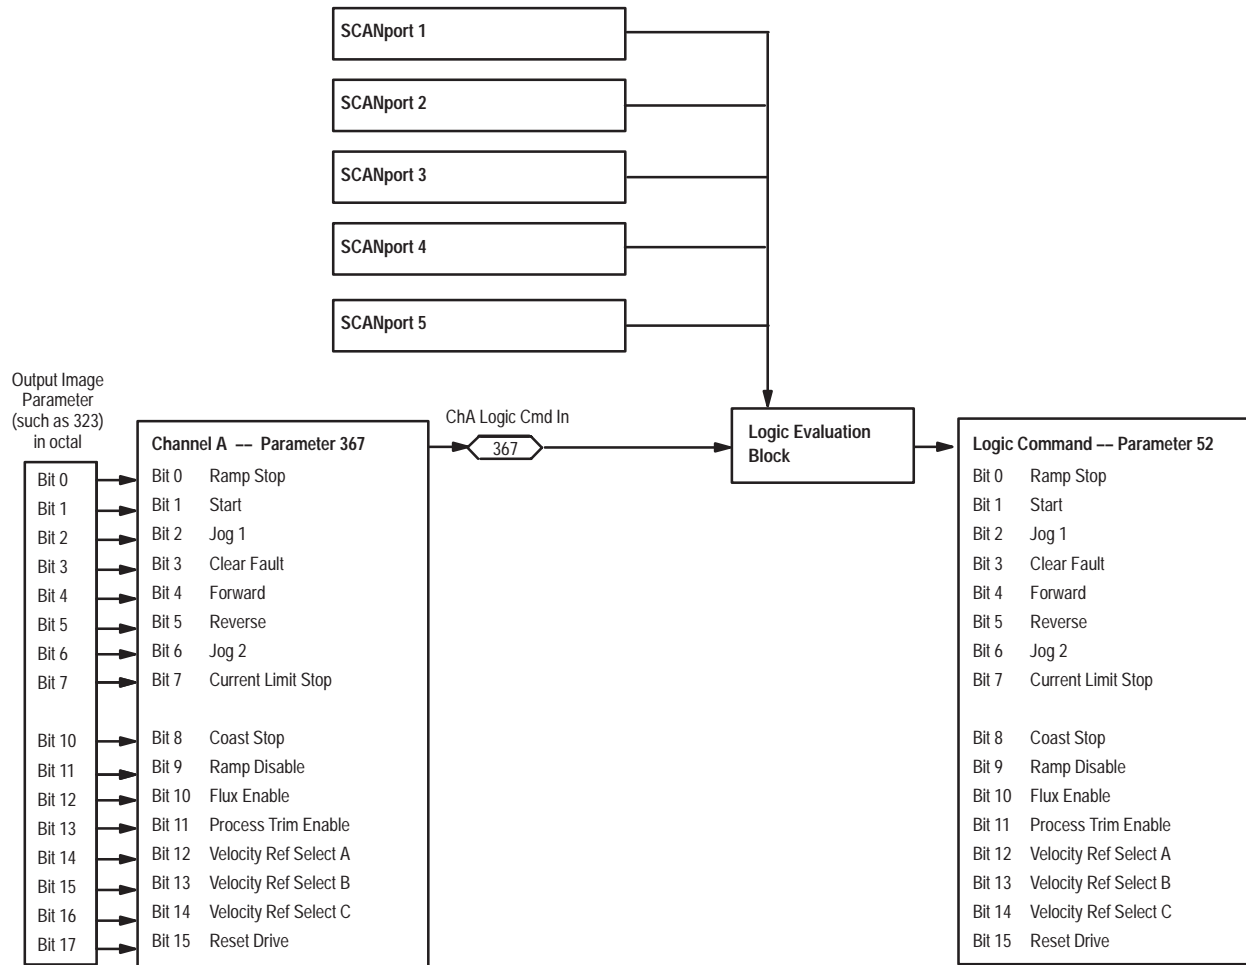 SCANport 1
SCANport 2
SCANport 3
SCANport 4
SCANport 5
Output Image
Parameter
(such as 323)
in octal
Bit 0
Bit 1
Bit 2
Bit 3
Bit 4
Bit 5
Bit 6
Bit 7
Bit 10
Bit 11
Bit 12
Bit 13
Bit 14
Bit 15
Bit 16
Bit 17
Channel A -- Parameter 367
Bit 0 Ramp Stop
Bit 1 Start
Bit 2 Jog 1
Bit 3 Clear Fault
Bit 4 Forward
Bit 5 Reverse
Bit 6 Jog 2
Bit 7 Current Limit Stop
Bit 8 Coast Stop
Bit 9 Ramp Disable
Bit 10 Flux Enable
Bit 11 Process Trim Enable
Bit 12 Velocity Ref Select A
Bit 13 Velocity Ref Select B
Bit 14 Velocity Ref Select C
Bit 15 Reset Drive
ChA Logic Cmd In
367
Logic Evaluation
Block
Logic Command -- Parameter 52
Bit 0 Ramp Stop
Bit 1 Start
Bit 2 Jog 1
Bit 3 Clear Fault
Bit 4 Forward
Bit 5 Reverse
Bit 6 Jog 2
Bit 7 Current Limit Stop
Bit 8 Coast Stop
Bit 9 Ramp Disable
Bit 10 Flux Enable
Bit 11 Process Trim Enable
Bit 12 Velocity Ref Select A
Bit 13 Velocity Ref Select B
Bit 14 Velocity Ref Select C
Bit 15 Reset Drive